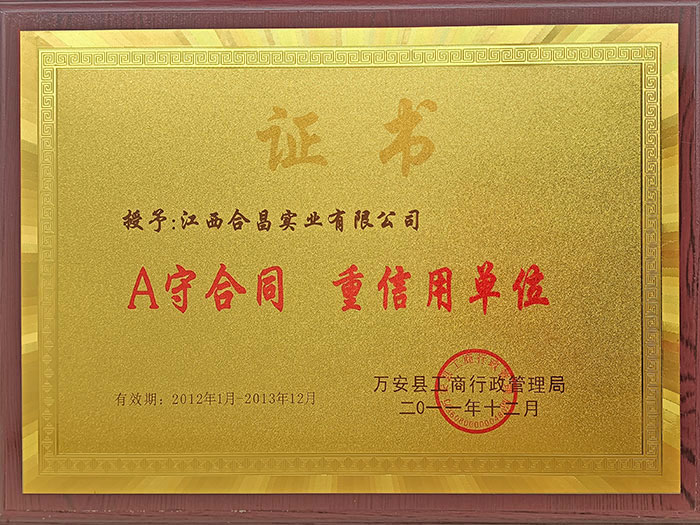 证书
授予:江西合昌实业有限公司
A守合同 重信用单位
有效期：2012年1月-2013年12月
万安县工商行政管理局
二0一一年十二月